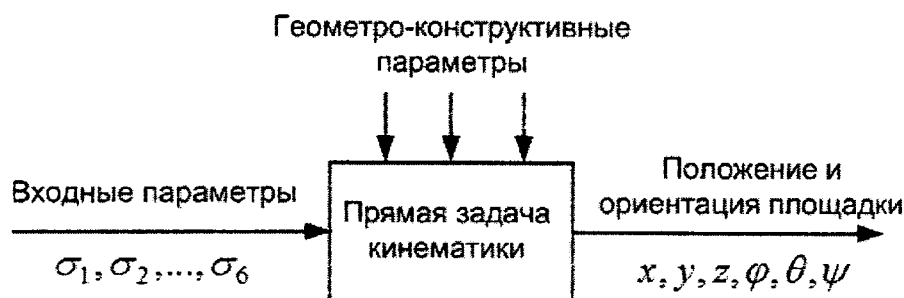 Геометро-конструктивные
параметры
Входные параметры
σ₁, σ₂,..., σ₆
Прямая задача
кинематики
Положение и
ориентация площадки
x, y, z, φ, θ, ψ